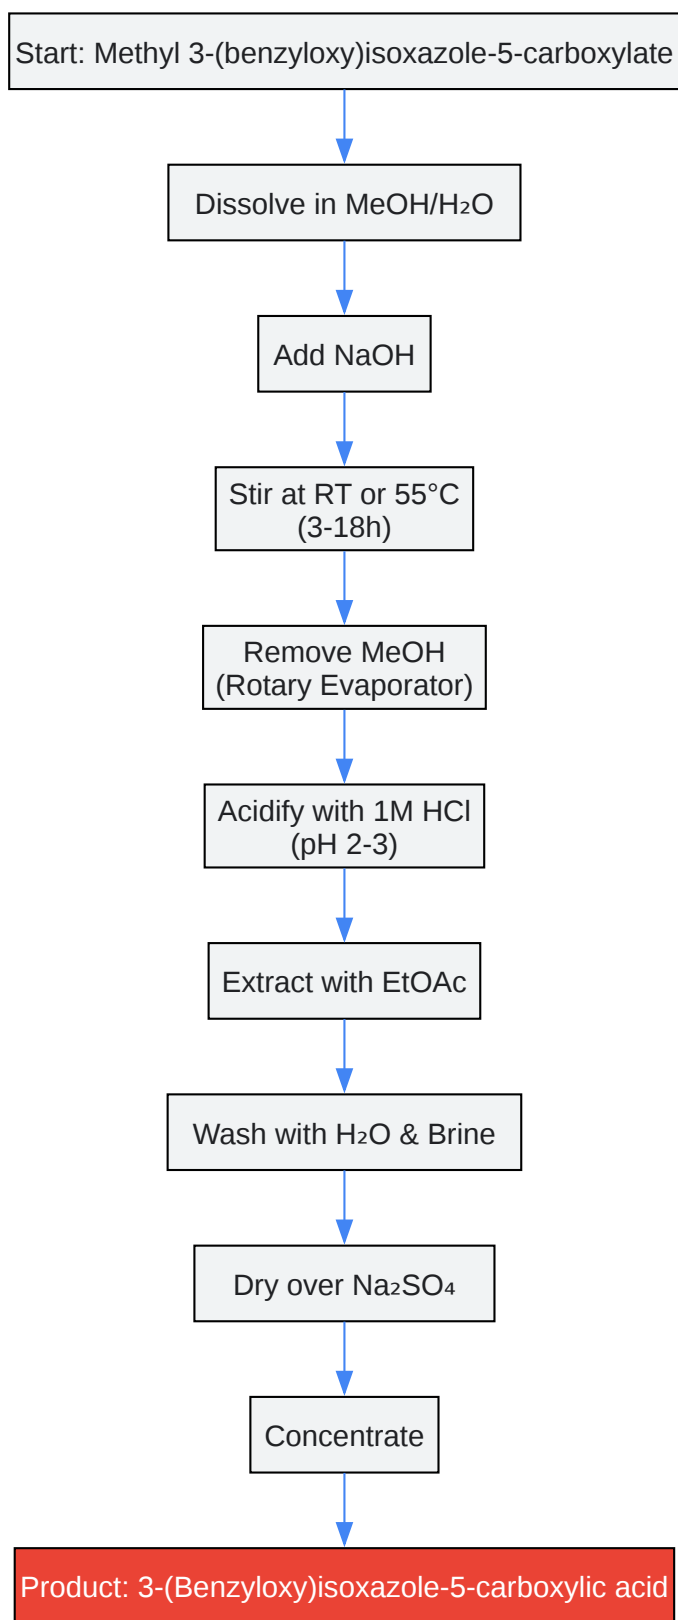 Start: Methyl 3-(benzyloxy)isoxazole-5-carboxylate
Dissolve in MeOH/H₂O
Add NaOH
Stir at RT or 55°C
(3-18h)
Remove MeOH
(Rotary Evaporator)
Acidify with 1M HCl
(pH 2-3)
Extract with EtOAc
Wash with H₂O & Brine
Dry over Na₂SO₄
Concentrate
Product: 3-(Benzyloxy)isoxazole-5-carboxylic acid